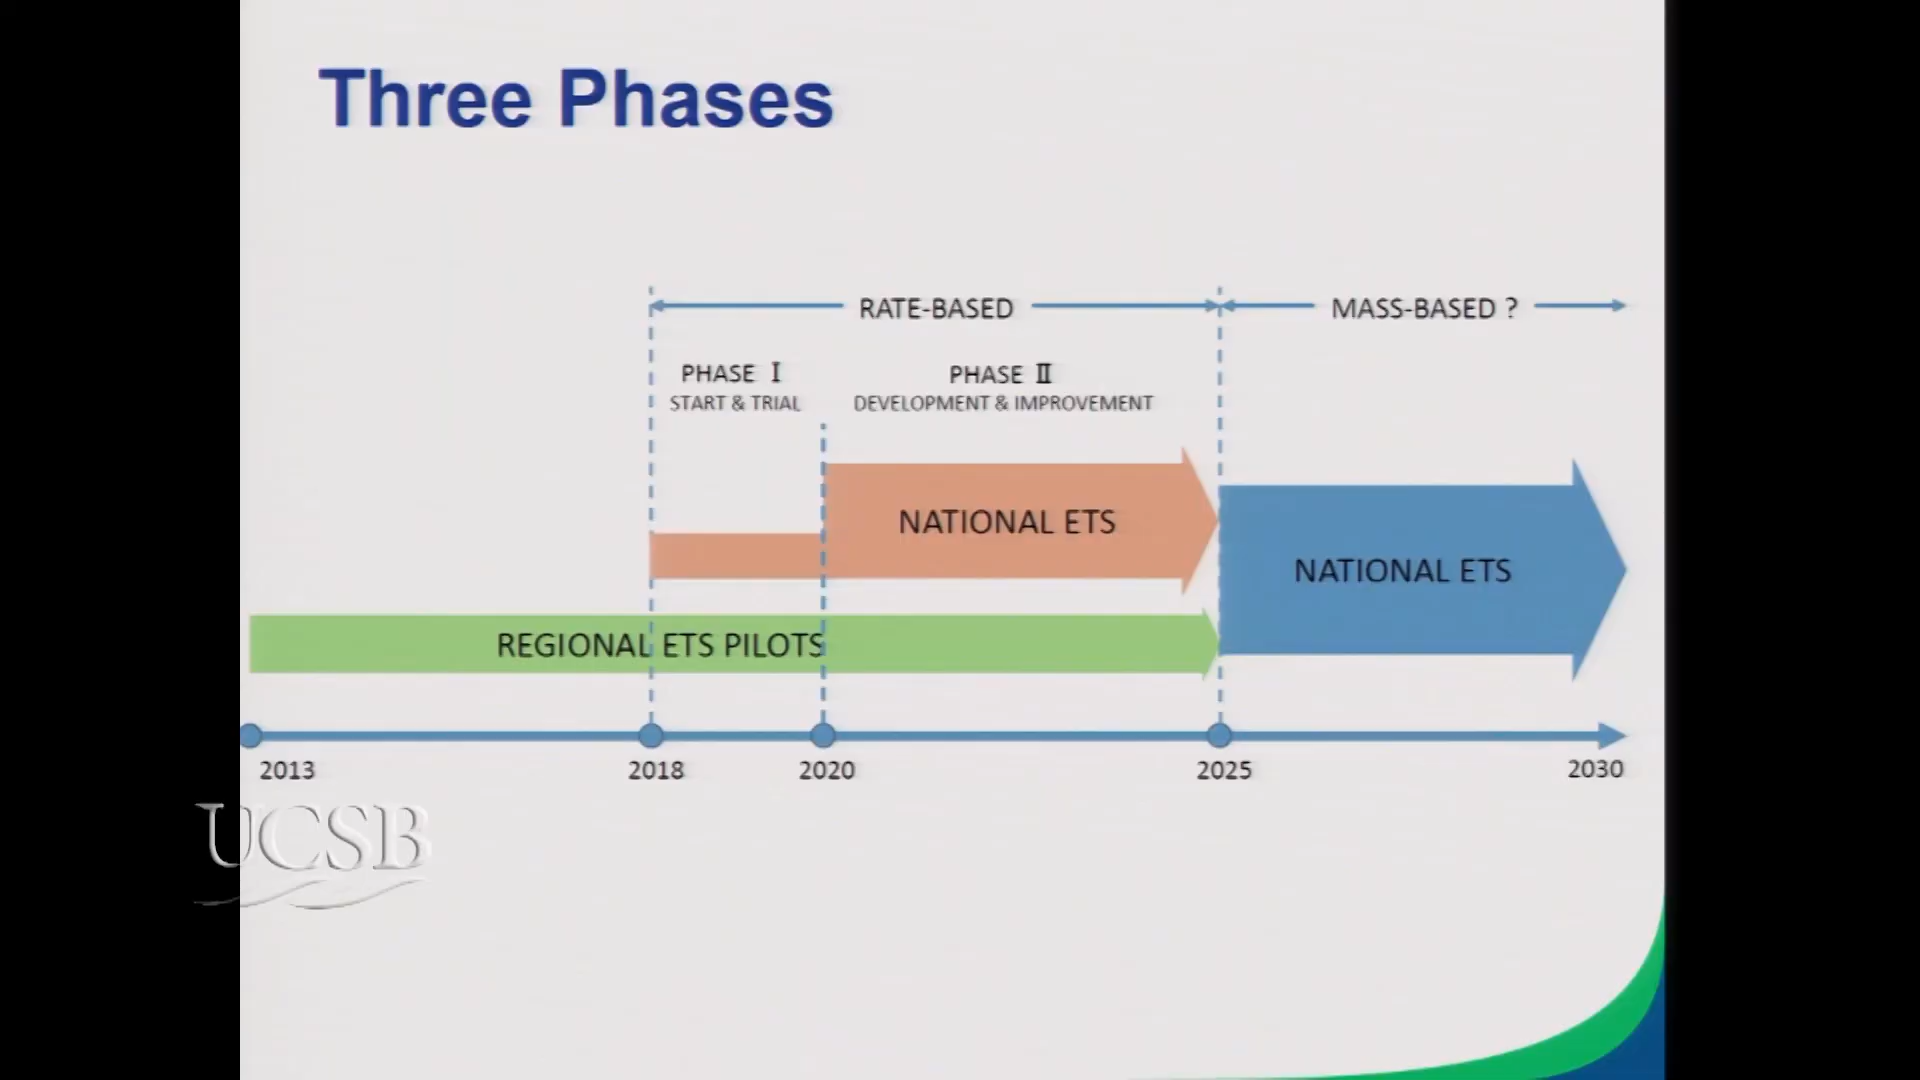 Three Phases
RATE-BASED
MASS-BASED ?
PHASE Ⅰ
START & TRIAL
PHASE Ⅱ
DEVELOPMENT & IMPROVEMENT
NATIONAL ETS
NATIONAL ETS
REGIONAL ETS PILOTS
2013
2018
2020
2025
2030
UCSB